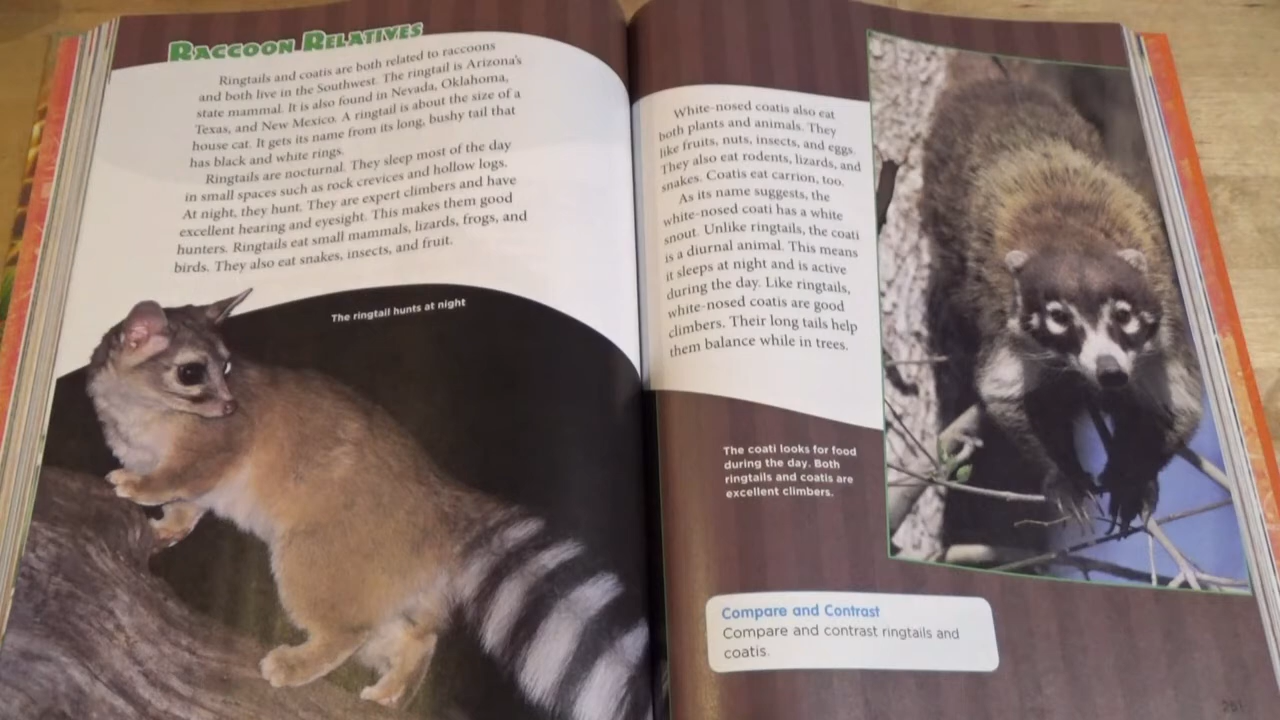 RACCOON RELATIVES
Ringtails and coatis are both related to raccoons
and both live in the Southwest. The ringtail is Arizona's
state mammal. It is also found in Nevada, Oklahoma,
Texas, and New Mexico. A ringtail is about the size of a
house cat. It gets its name from its long, bushy tail that
has black and white rings.
Ringtails are nocturnal. They sleep most of the day
in small spaces such as rock crevices and hollow logs.
At night, they hunt. They are expert climbers and have
excellent hearing and eyesight. This makes them good
hunters. Ringtails eat small mammals, lizards, frogs, and
birds. They also eat snakes, insects, and fruit.
The ringtail hunts at night
White-nosed coatis also eat
both plants and animals. They
like fruits, nuts, insects, and eggs.
They also eat rodents, lizards, and
snakes. Coatis eat carrion, too.
As its name suggests, the
white-nosed coati has a white
snout. Unlike ringtails, the coati
is a diurnal animal. This means
it sleeps at night and is active
during the day. Like ringtails,
white-nosed coatis are good
climbers. Their long tails help
them balance while in trees.
The coati looks for food
during the day. Both
ringtails and coatis are
excellent climbers.
Compare and Contrast
Compare and contrast ringtails and
coatis.
251